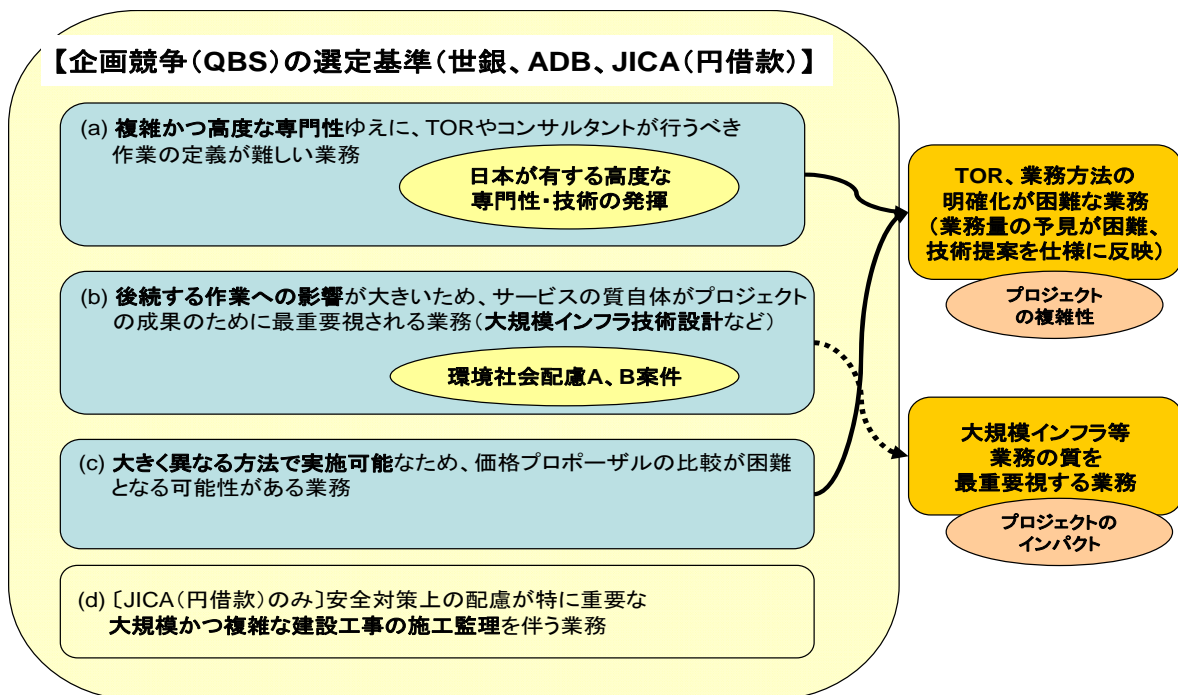 【企画競争(QBS)の選定基準(世銀、ADB、JICA(円借款)】
(a) 複雑かつ高度な専門性ゆえに、TORやコンサルタントが行うべき
作業の定義が難しい業務
日本が有する高度な
専門性・技術の発揮
(b) 後続する作業への影響が大きいため、サービスの質自体がプロジェクト
の成果のために最重要視される業務(大規模インフラ技術設計など)
環境社会配慮A、B案件
(c) 大きく異なる方法で実施可能なため、価格プロポーザルの比較が困難
となる可能性がある業務
(d) 〔JICA(円借款)のみ〕安全対策上の配慮が特に重要な
大規模かつ複雑な建設工事の施工監理を伴う業務
TOR、業務方法の
明確化が困難な業務
(業務量の予見が困難、
技術提案を仕様に反映)
プロジェクト
の複雑性
大規模インフラ等
業務の質を
最重要視する業務
プロジェクトの
インパクト